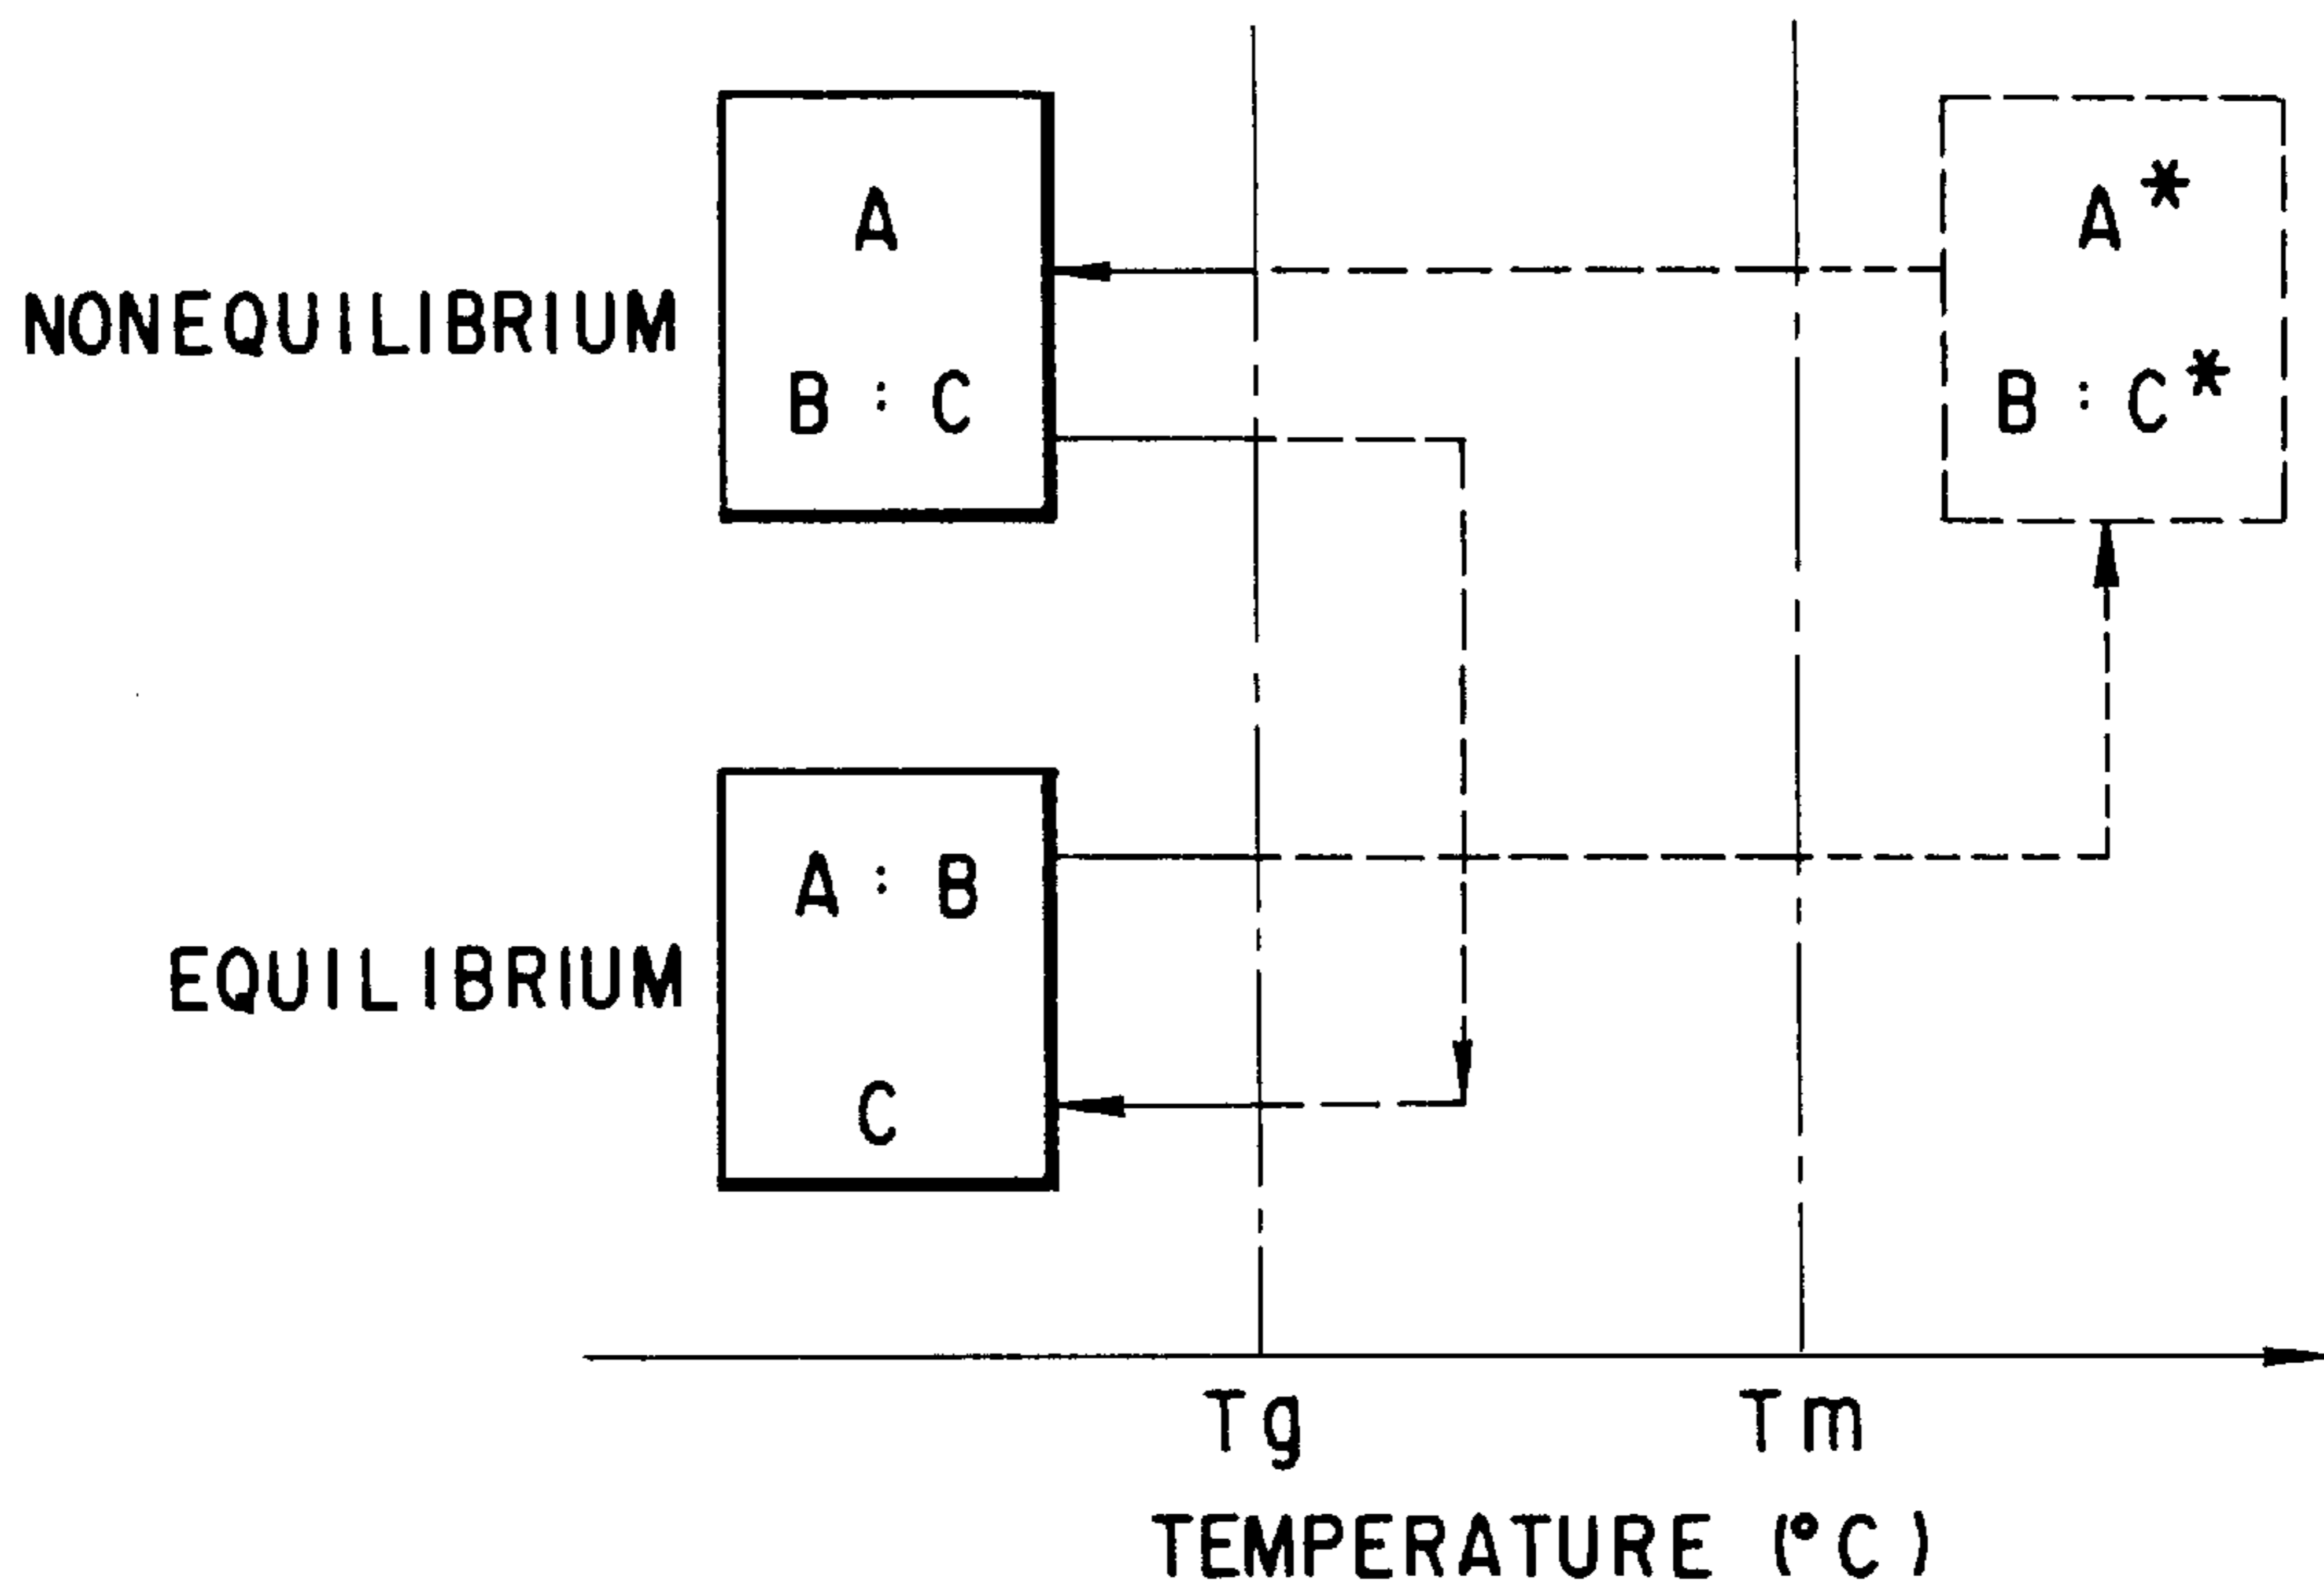 A
A*
NONEQUILIBRIUM
B : C
B : C*
A : B
EQUILIBRIUM
C
Tg
Tm
TEMPERATURE (°C)